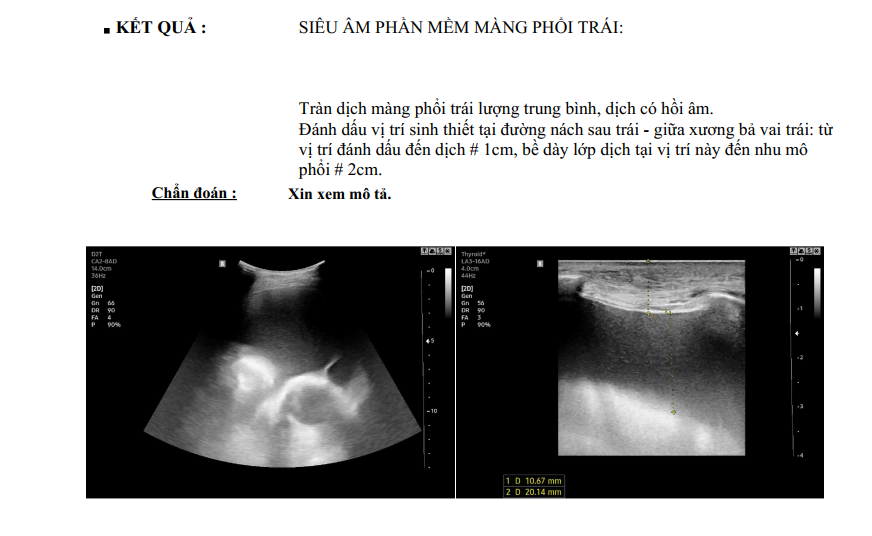 ▪ KẾT QUẢ : SIÊU ÂM PHẦN MỀM MÀNG PHỔI TRÁI:
Tràn dịch màng phổi trái lượng trung bình, dịch có hồi âm.
Đánh dấu vị trí sinh thiết tại đường nách sau trái - giữa xương bả vai trái: từ
vị trí đánh dấu đến dịch # 1cm, bề dày lớp dịch tại vị trí này đến nhu mô
phổi # 2cm.
Chẩn đoán : Xin xem mô tả.
D2T
CA2-8AD
14.0cm
36Hz
[2D]
Gen
Gn 66
DR 90
FA 4
P 90%
-0
5
-10
Thyroid*
LA3-16AD
4.0cm
44Hz
[2D]
Gen
Gn 56
DR 90
FA 3
P 90%
-0
-1
-2
-3
-4
1 D 10.67 mm
2 D 20.14 mm